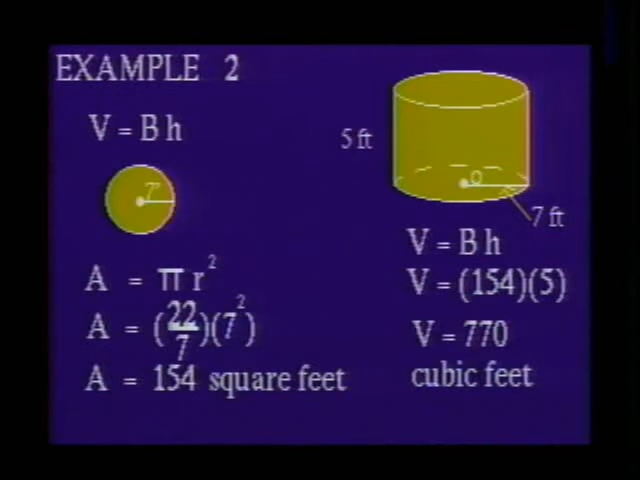 EXAMPLE 2
V = B h
7'
A = π r²
A = (22/7)(7²)
A = 154 square feet
5 ft
O
7 ft
V = B h
V = (154)(5)
V = 770
cubic feet